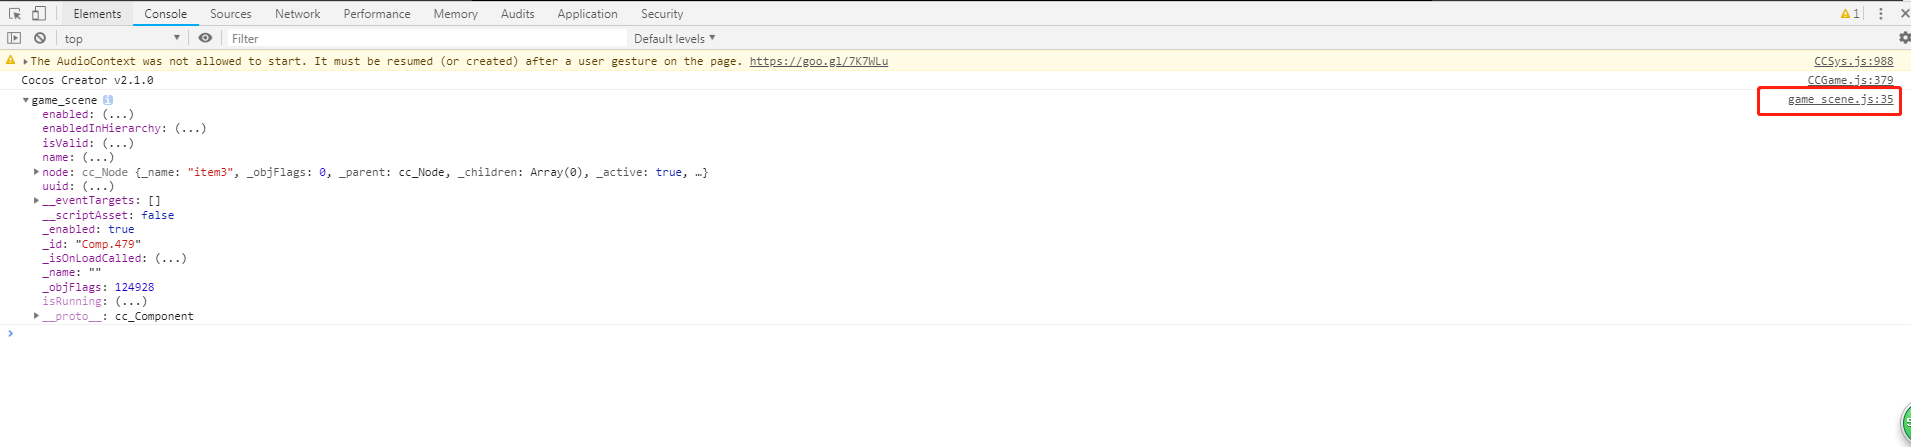 Elements Console Sources Network Performance Memory Audits Application Security 1
top Filter Default levels
The AudioContext was not allowed to start. It must be resumed (or created) after a user gesture on the page. https://goo.gl/7K7WLu CCSys.js:988
Cocos Creator v2.1.0 CCGame.js:379
game_scene i game_scene.js:35
enabled: (...)
enabledInHierarchy: (...)
isValid: (...)
name: (...)
node: cc_Node {_name: "item3", _objFlags: 0, _parent: cc_Node, _children: Array(0), _active: true, …}
uuid: (...)
__eventTargets: []
__scriptAsset: false
_enabled: true
_id: "Comp.479"
_isOnLoadCalled: (...)
_name: ""
_objFlags: 124928
isRunning: (...)
__proto__: cc_Component